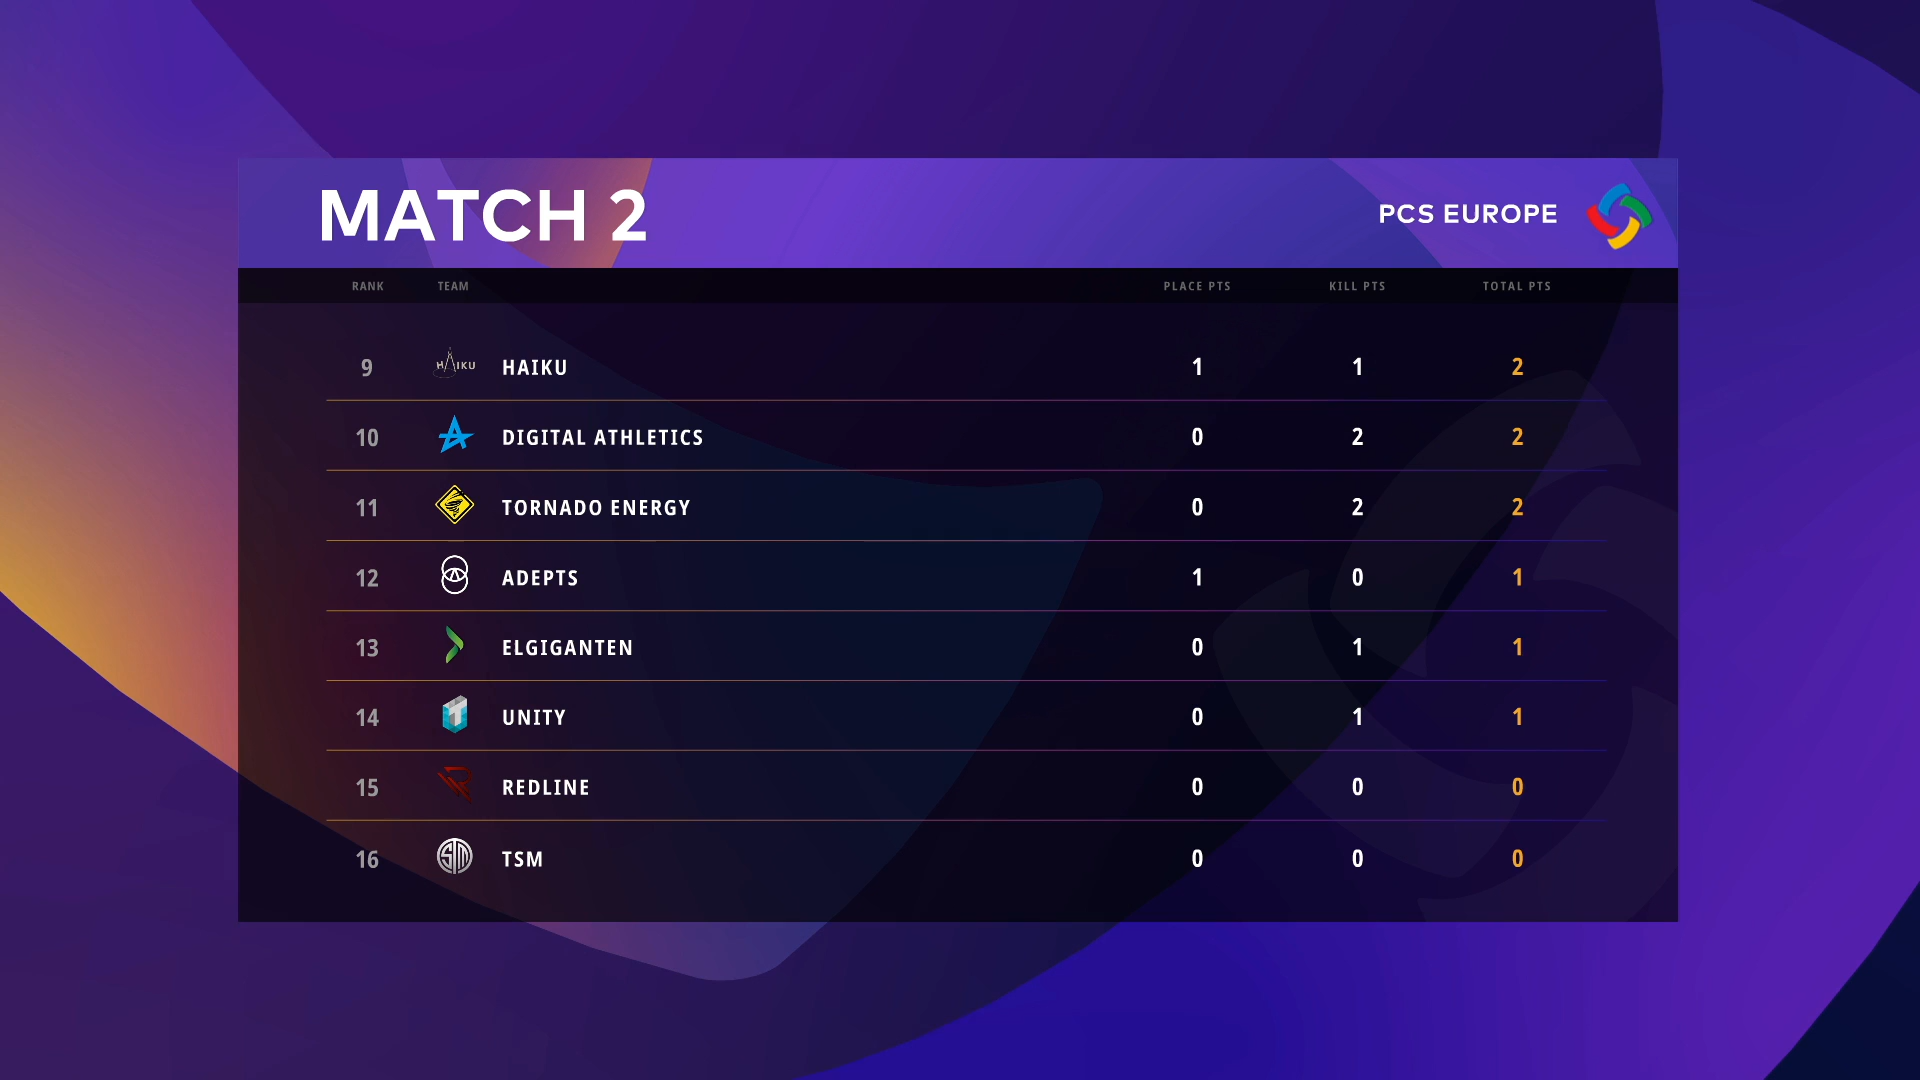 MATCH 2
PCS EUROPE
RANK TEAM PLACE PTS KILL PTS TOTAL PTS
9 HAIKU HAIKU 1 1 2
10 DIGITAL ATHLETICS 0 2 2
11 TORNADO ENERGY 0 2 2
12 ADEPTS 1 0 1
13 ELGIGANTEN 0 1 1
14 UNITY 0 1 1
15 REDLINE 0 0 0
16 TSM TSM 0 0 0